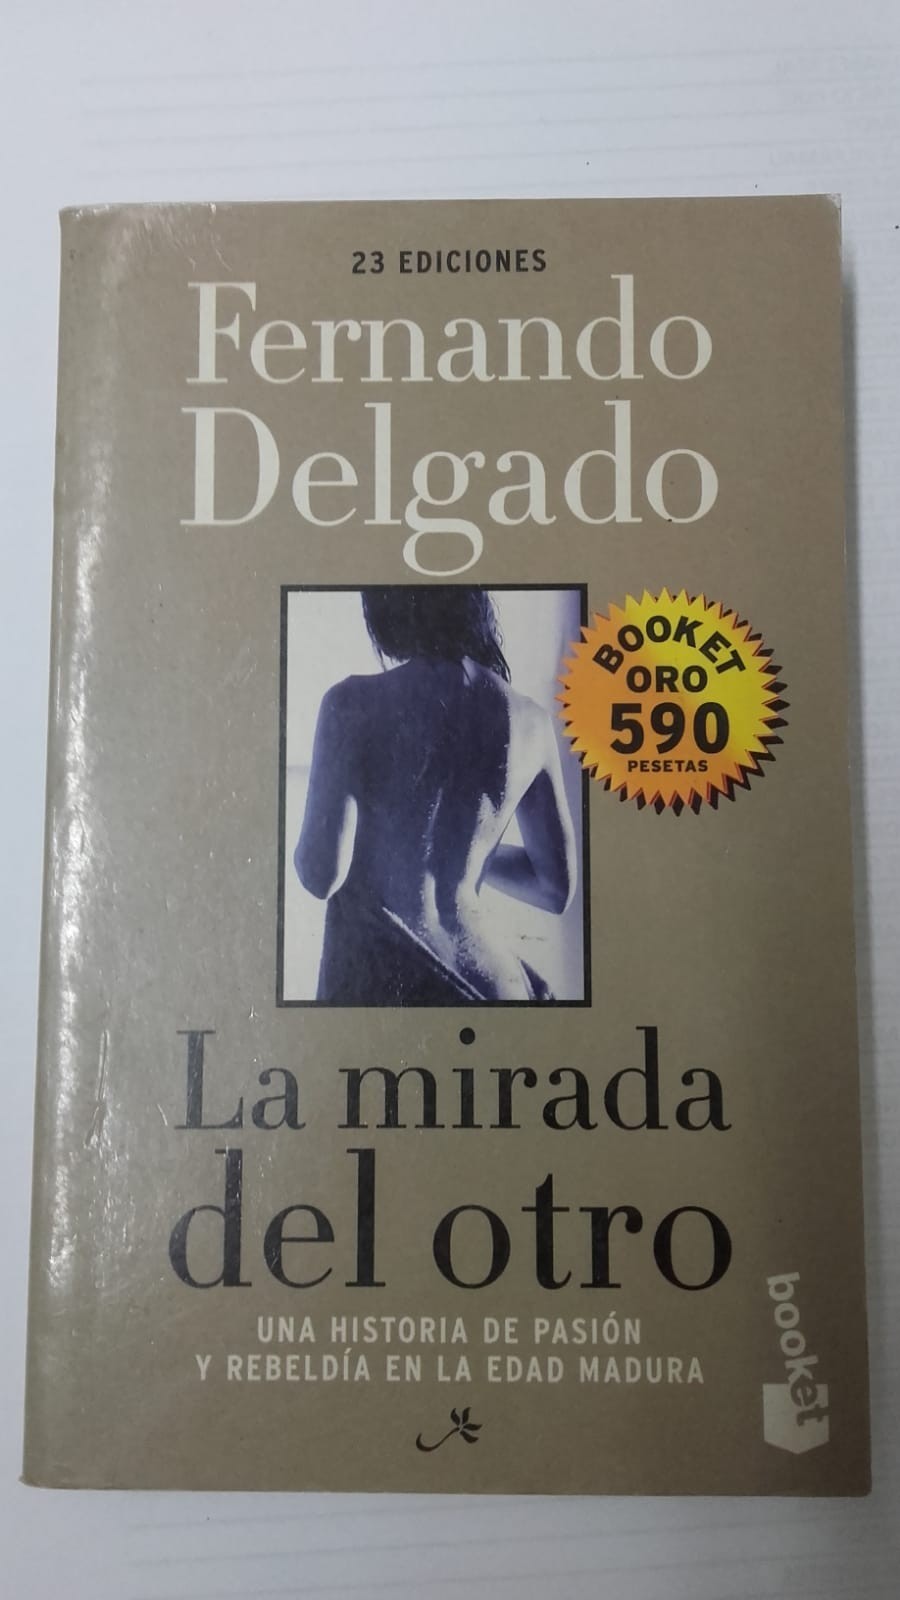 23 EDICIONES
Fernando
Delgado
BOOKET
ORO
590
PESETAS
La mirada
del otro
UNA HISTORIA DE PASIÓN
Y REBELDÍA EN LA EDAD MADURA
booket